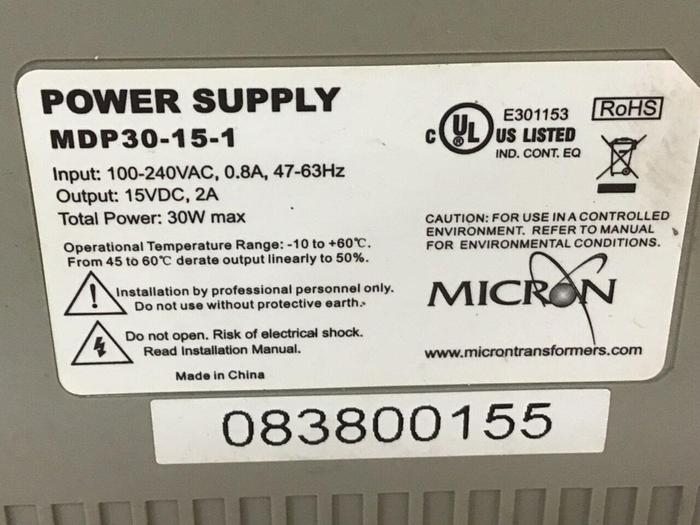 POWER SUPPLY
MDP30-15-1
Input: 100-240VAC, 0.8A, 47-63Hz
Output: 15VDC, 2A
Total Power: 30W max
Operational Temperature Range: -10 to +60℃.
From 45 to 60℃ derate output linearly to 50%.
Installation by professional personnel only.
Do not use without protective earth.
Do not open. Risk of electrical shock.
Read Installation Manual.
Made in China
C UL US LISTED
E301153
IND. CONT. EQ
RoHS
CAUTION: FOR USE IN A CONTROLLED
ENVIRONMENT. REFER TO MANUAL
FOR ENVIRONMENTAL CONDITIONS.
MICRON
www.microntransformers.com
083800155